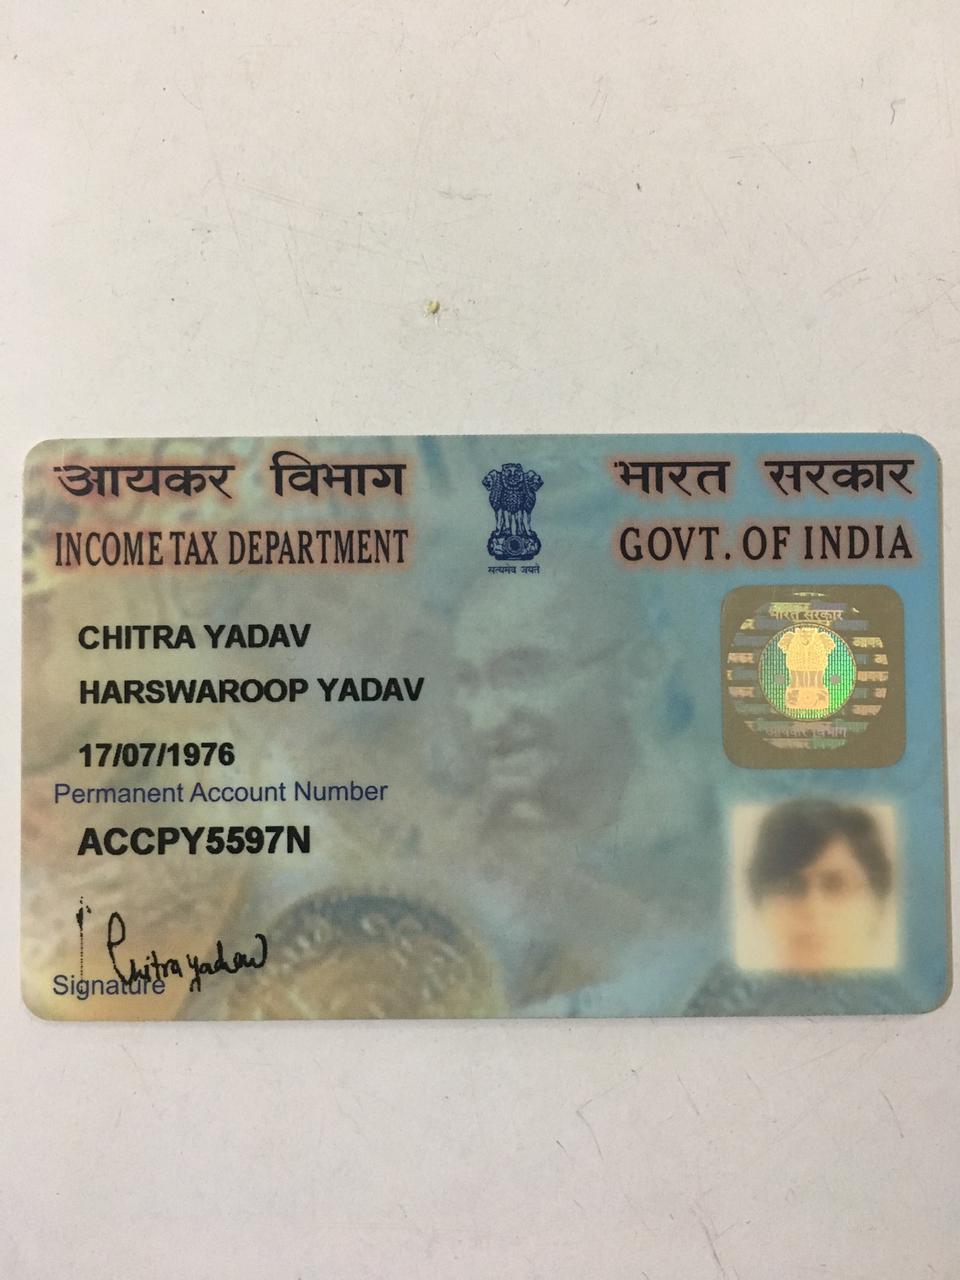 आयकर विभाग
INCOME TAX DEPARTMENT
सत्यमेव जयते
भारत सरकार
GOVT. OF INDIA
CHITRA YADAV
HARSWAROOP YADAV
17/07/1976
Permanent Account Number
ACCPY5597N
Chitra yadav
Signature
भारत सरकार
आयकर विभाग